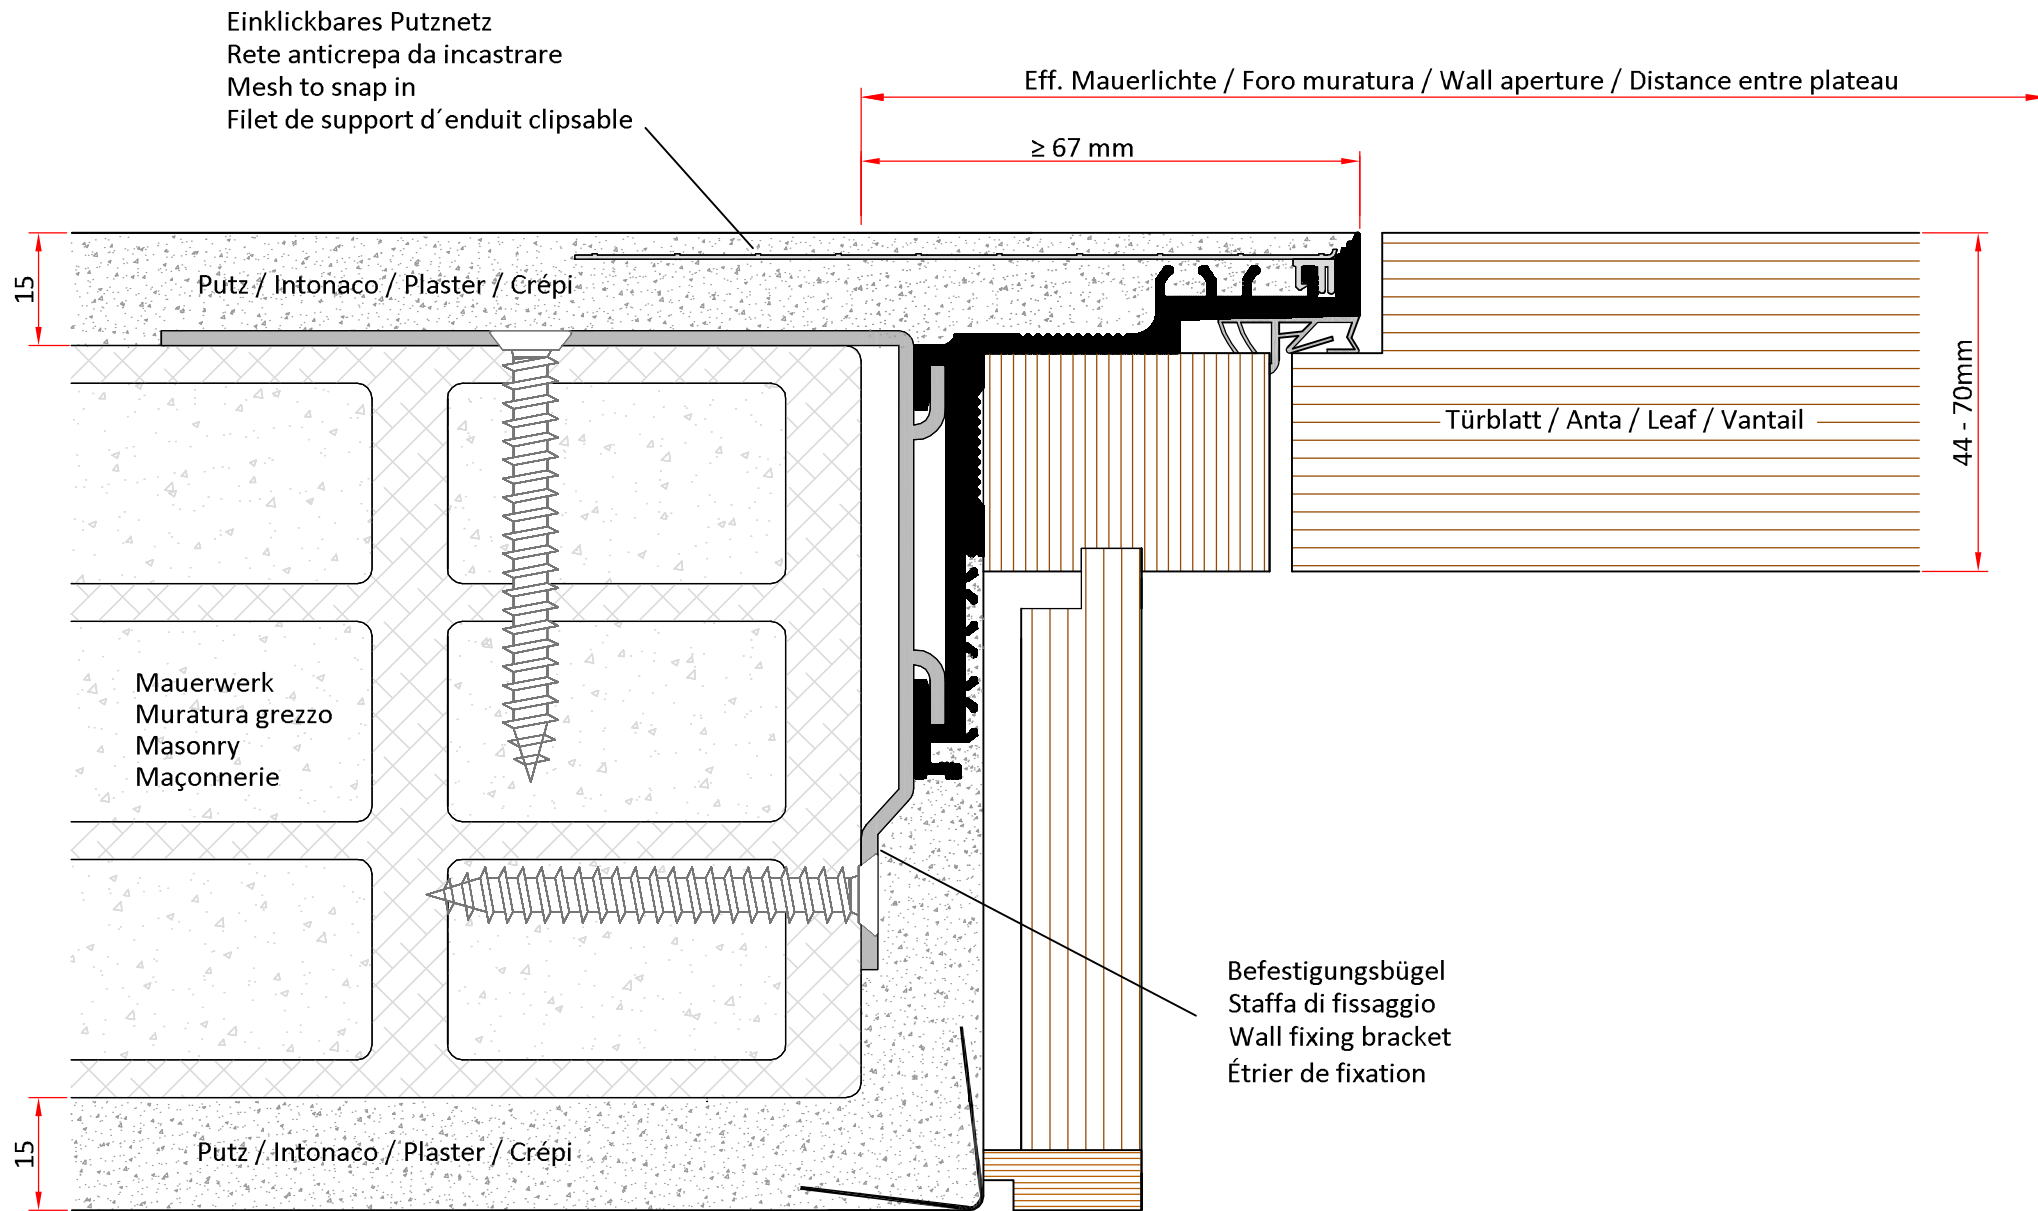 Einklickbares Putznetz
Rete anticrepa da incastrare
Mesh to snap in
Filet de support d´enduit clipsable
Eff. Mauerlichte / Foro muratura / Wall aperture / Distance entre plateau
≥ 67 mm
15
Putz / Intonaco / Plaster / Crépi
Türblatt / Anta / Leaf / Vantail
44 - 70mm
Mauerwerk
Muratura grezzo
Masonry
Maçonnerie
Befestigungsbügel
Staffa di fissaggio
Wall fixing bracket
Étrier de fixation
15
Putz / Intonaco / Plaster / Crépi